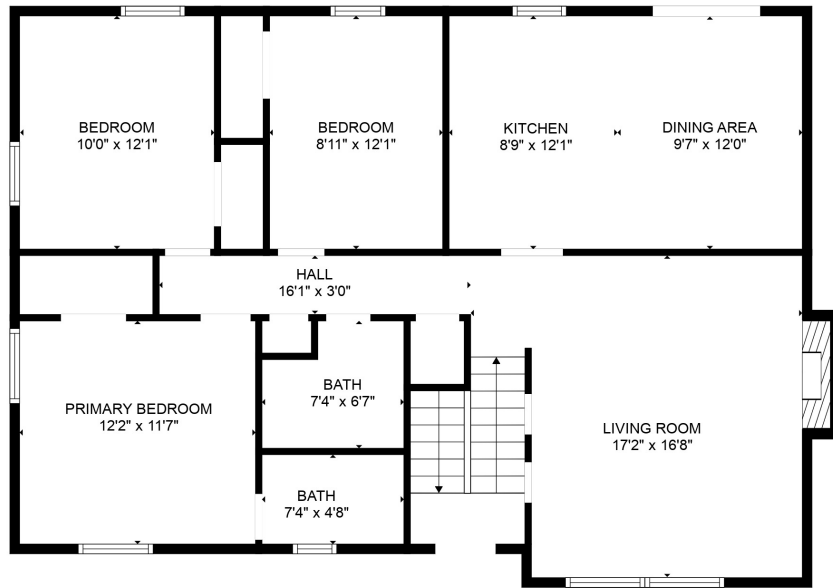 BEDROOM
10'0" x 12'1"
BEDROOM
8'11" x 12'1"
KITCHEN
8'9" x 12'1"
DINING AREA
9'7" x 12'0"
HALL
16'1" x 3'0"
PRIMARY BEDROOM
12'2" x 11'7"
BATH
7'4" x 6'7"
LIVING ROOM
17'2" x 16'8"
BATH
7'4" x 4'8"